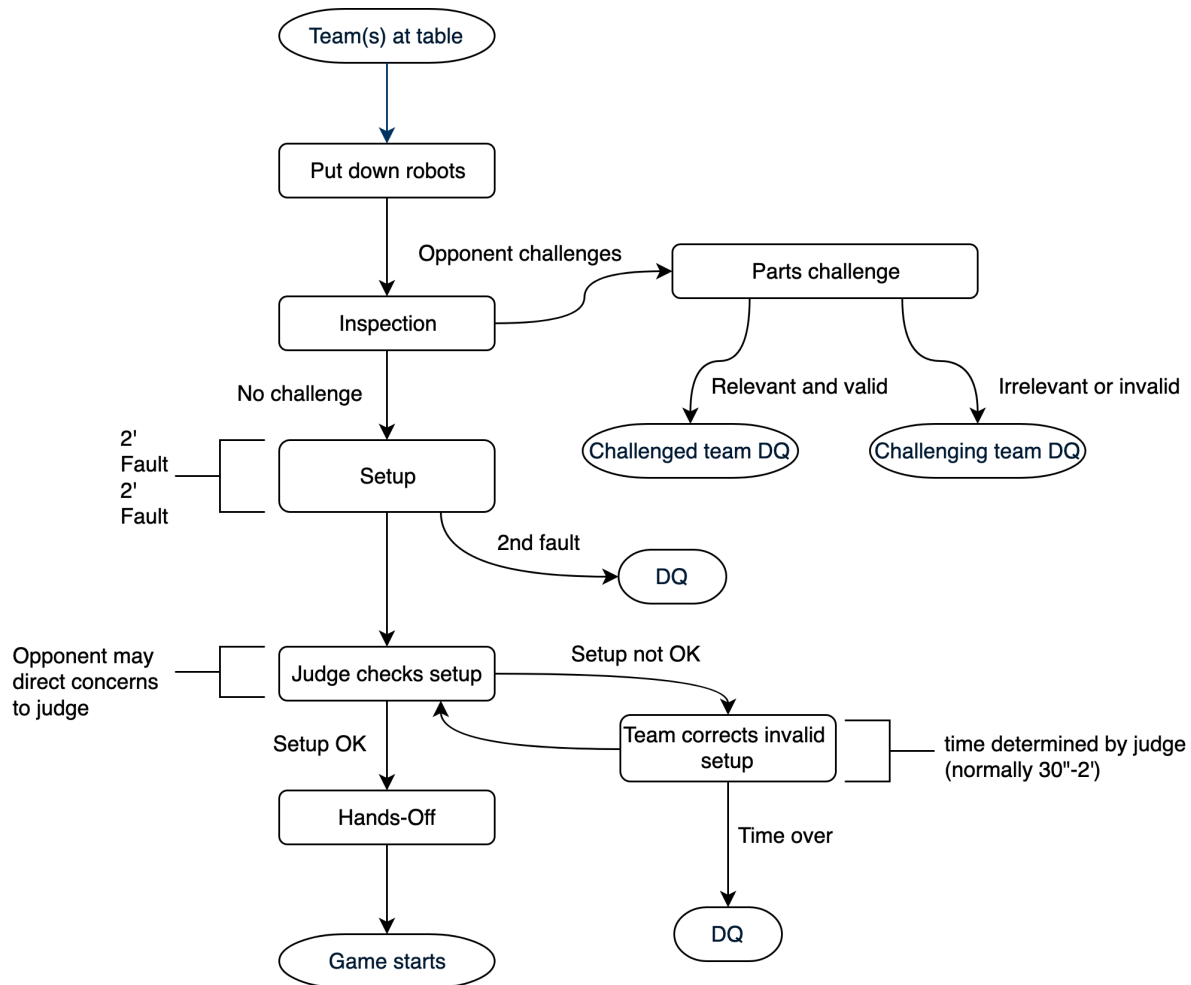 Team(s) at table
Put down robots
Opponent challenges
Parts challenge
Inspection
No challenge
Relevant and valid
Irrelevant or invalid
2'
Fault
2'
Fault
Setup
Challenged team DQ
Challenging team DQ
2nd fault
DQ
Opponent may
direct concerns
to judge
Judge checks setup
Setup not OK
Setup OK
Team corrects invalid
setup
time determined by judge
(normally 30"-2')
Hands-Off
Time over
DQ
Game starts